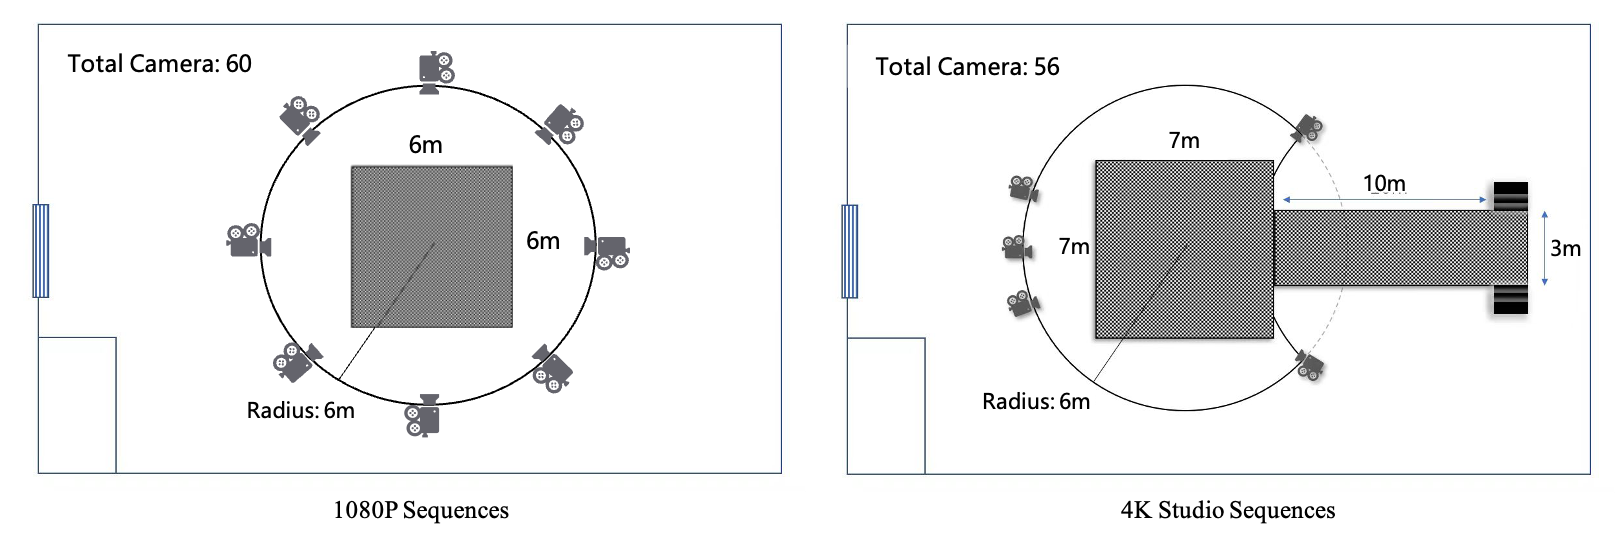 Total Camera: 60
6m
6m
Radius: 6m
1080P Sequences
Total Camera: 56
7m
10m
7m
3m
Radius: 6m
4K Studio Sequences